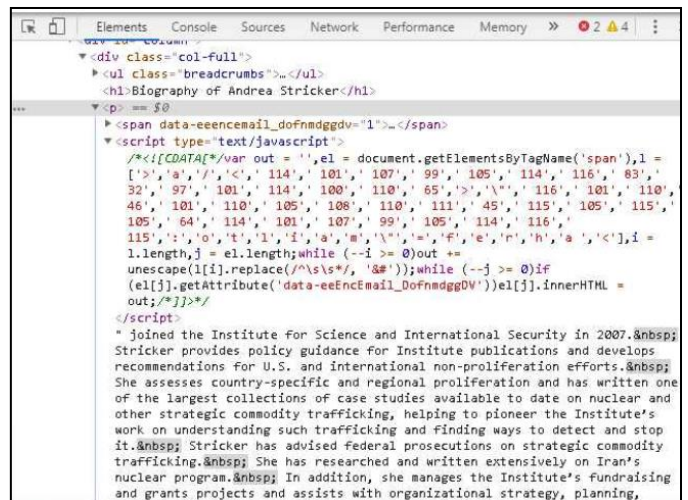 Elements Console Sources Network Performance Memory » 2 4
<div id="column">
▼<div class="col-full">
▶<ul class="breadcrumbs">…</ul>
<h1>Biography of Andrea Stricker</h1>
… ▼<p> == $0
▶<span data-eeencemail_dofnmdggdv="1">…</span>
▼<script type="text/javascript">
/*<![CDATA[*/var out = '',el = document.getElementsByTagName('span'),l =
['>','a','/','<',' 114',' 101',' 107',' 99',' 105',' 114',' 116',' 83','
32',' 97',' 101',' 114',' 100',' 110',' 65','>','\"',' 116',' 101',' 110','
46',' 101',' 110',' 105',' 108',' 110',' 111',' 45',' 115',' 105',' 115','
105',' 64',' 114',' 101',' 107',' 99',' 105',' 114',' 116','
115',':','o','t','l','i','a','m','\"','=','f','e','r','h','a ','<'],i =
l.length,j = el.length;while (--i >= 0)out +=
unescape(l[i].replace(/^\s\s*/, '&#'));while (--j >= 0)if
(el[j].getAttribute('data-eeEncEmail_DofnmdggDV'))el[j].innerHTML =
out;/*]]>*/
</script>
" joined the Institute for Science and International Security in 2007.&nbsp;
Stricker provides policy guidance for Institute publications and develops
recommendations for U.S. and international non-proliferation efforts.&nbsp;
She assesses country-specific and regional proliferation and has written one
of the largest collections of case studies available to date on nuclear and
other strategic commodity trafficking, helping to pioneer the Institute's
work on understanding such trafficking and finding ways to detect and stop
it.&nbsp; Stricker has advised federal prosecutions on strategic commodity
trafficking.&nbsp; She has researched and written extensively on Iran's
nuclear program.&nbsp; In addition, she manages the Institute's fundraising
and grants projects and assists with organizational strategy, planning,